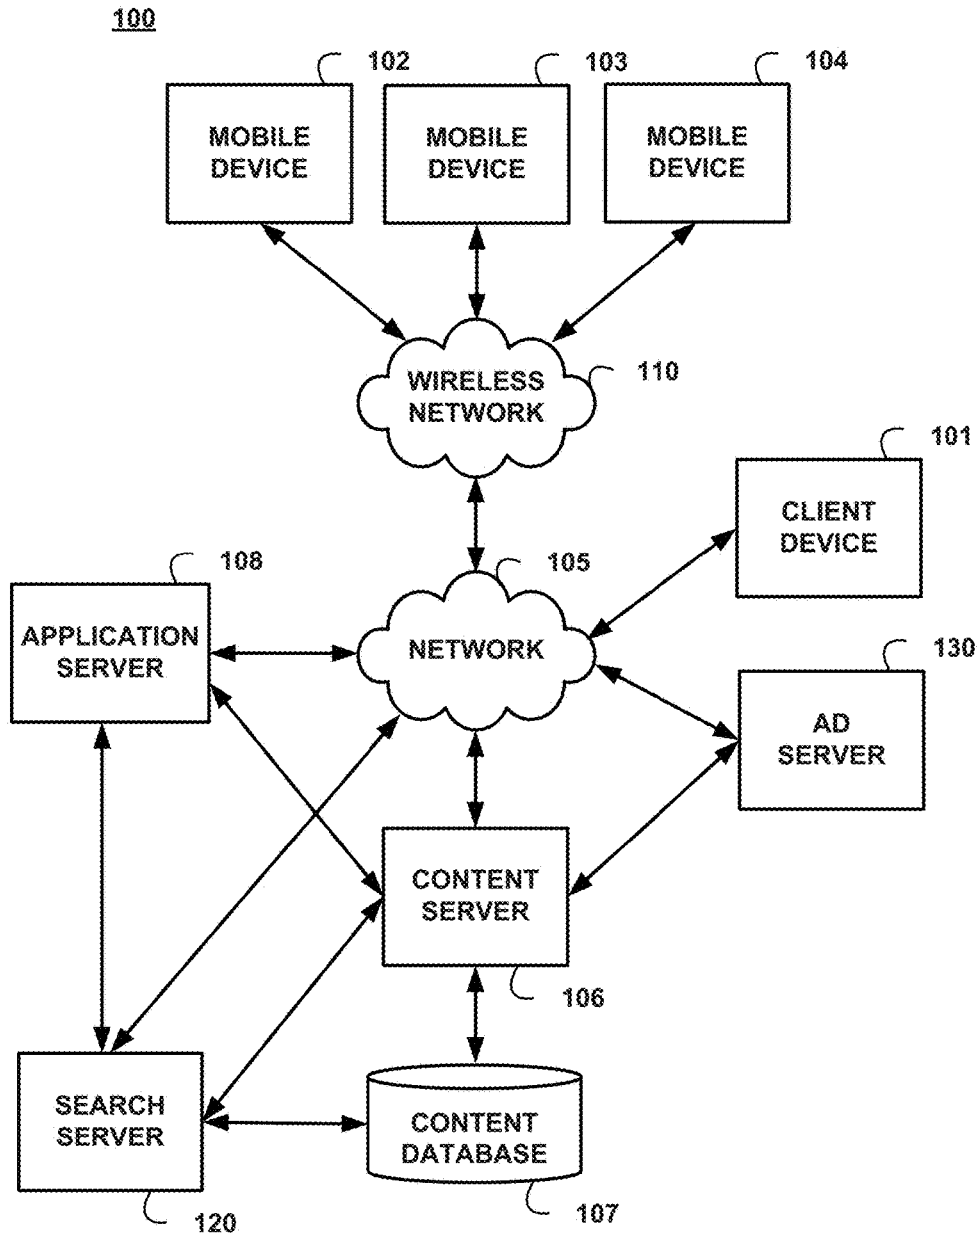 100
102
103
104
MOBILE
DEVICE
MOBILE
DEVICE
MOBILE
DEVICE
WIRELESS
NETWORK
110
101
CLIENT
DEVICE
108
105
APPLICATION
SERVER
NETWORK
130
AD
SERVER
CONTENT
SERVER
106
SEARCH
SERVER
CONTENT
DATABASE
120
107